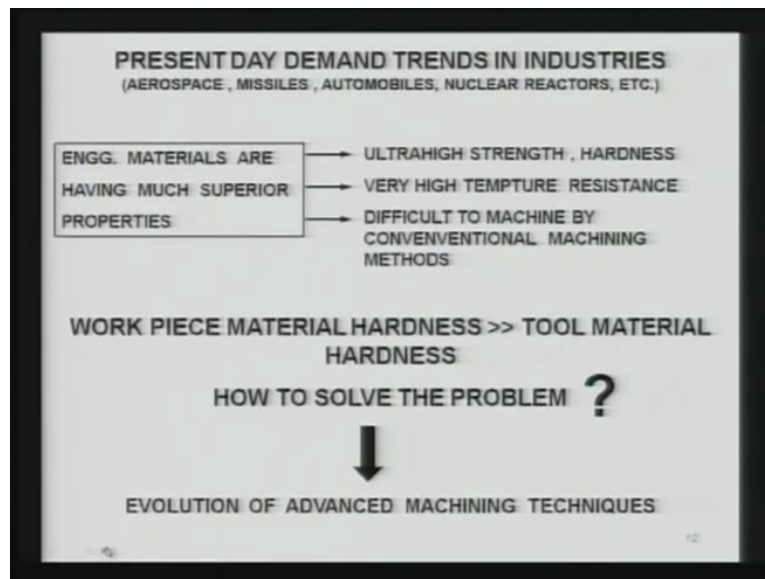 PRESENT DAY DEMAND TRENDS IN INDUSTRIES
(AEROSPACE , MISSILES , AUTOMOBILES, NUCLEAR REACTORS, ETC.)
ENGG. MATERIALS ARE
HAVING MUCH SUPERIOR
PROPERTIES
ULTRAHIGH STRENGTH , HARDNESS
VERY HIGH TEMPTURE RESISTANCE
DIFFICULT TO MACHINE BY
CONVENVENTIONAL MACHINING
METHODS
WORK PIECE MATERIAL HARDNESS >> TOOL MATERIAL
HARDNESS
HOW TO SOLVE THE PROBLEM ?
EVOLUTION OF ADVANCED MACHINING TECHNIQUES
12